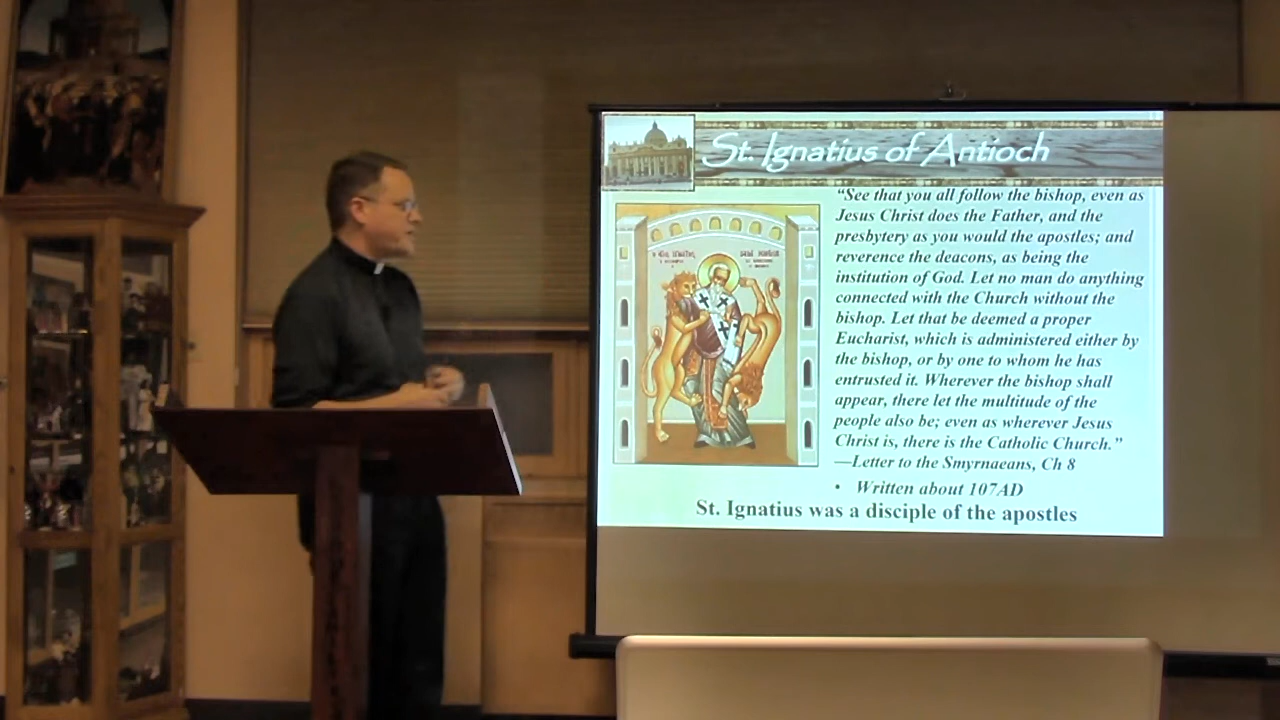 St. Ignatius of Antioch
“See that you all follow the bishop, even as
Jesus Christ does the Father, and the
presbytery as you would the apostles; and
reverence the deacons, as being the
institution of God. Let no man do anything
connected with the Church without the
bishop. Let that be deemed a proper
Eucharist, which is administered either by
the bishop, or by one to whom he has
entrusted it. Wherever the bishop shall
appear, there let the multitude of the
people also be; even as wherever Jesus
Christ is, there is the Catholic Church.”
—Letter to the Smyrnaeans, Ch 8
• Written about 107AD
St. Ignatius was a disciple of the apostles